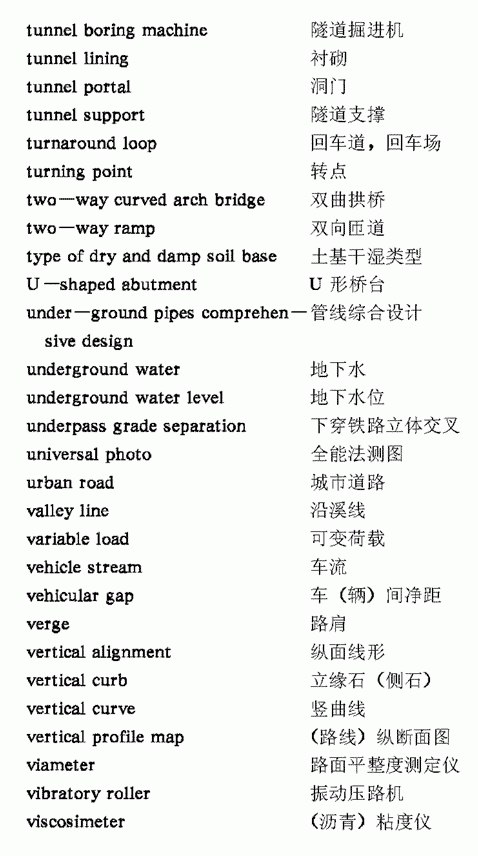 tunnel boring machine 隧道掘进机
tunnel lining 衬砌
tunnel portal 洞门
tunnel support 隧道支撑
turnaround loop 回车道，回车场
turning point 转点
two—way curved arch bridge 双曲拱桥
two—way ramp 双向匝道
type of dry and damp soil base 土基干湿类型
U—shaped abutment U 形桥台
under—ground pipes comprehen— 管线综合设计
sive design
underground water 地下水
underground water level 地下水位
underpass grade separation 下穿铁路立体交叉
universal photo 全能法测图
urban road 城市道路
valley line 沿溪线
variable load 可变荷载
vehicle stream 车流
vehicular gap 车（辆）间净距
verge 路肩
vertical alignment 纵面线形
vertical curb 立缘石（侧石）
vertical curve 竖曲线
vertical profile map （路线）纵断面图
viameter 路面平整度测定仪
vibratory roller 振动压路机
viscosimeter （沥青）粘度仪